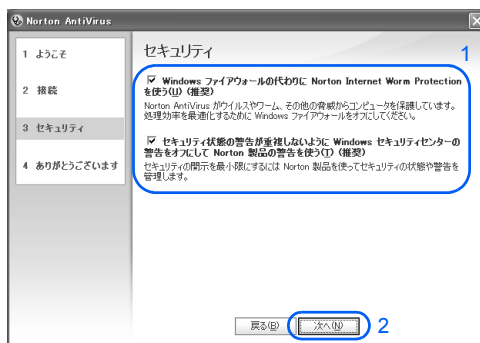 Norton AntiVirus
1 ようこそ
2 接続
3 セキュリティ
4 ありがとうございます
セキュリティ
1
Windows ファイアウォールの代わりに Norton Internet Worm Protection
を使う(U) (推奨)
Norton AntiVirus がウイルスやワーム、その他の脅威からコンピュータを保護しています。
処理効率を最適化するために Windows ファイアウォールをオフにしてください。
セキュリティ状態の警告が重複しないように Windows セキュリティセンターの
警告をオフにして Norton 製品の警告を使う(T) (推奨)
セキュリティの開示を最小限にするには Norton 製品を使ってセキュリティの状態や警告を
管理します。
戻る(B)
次へ(N)
2